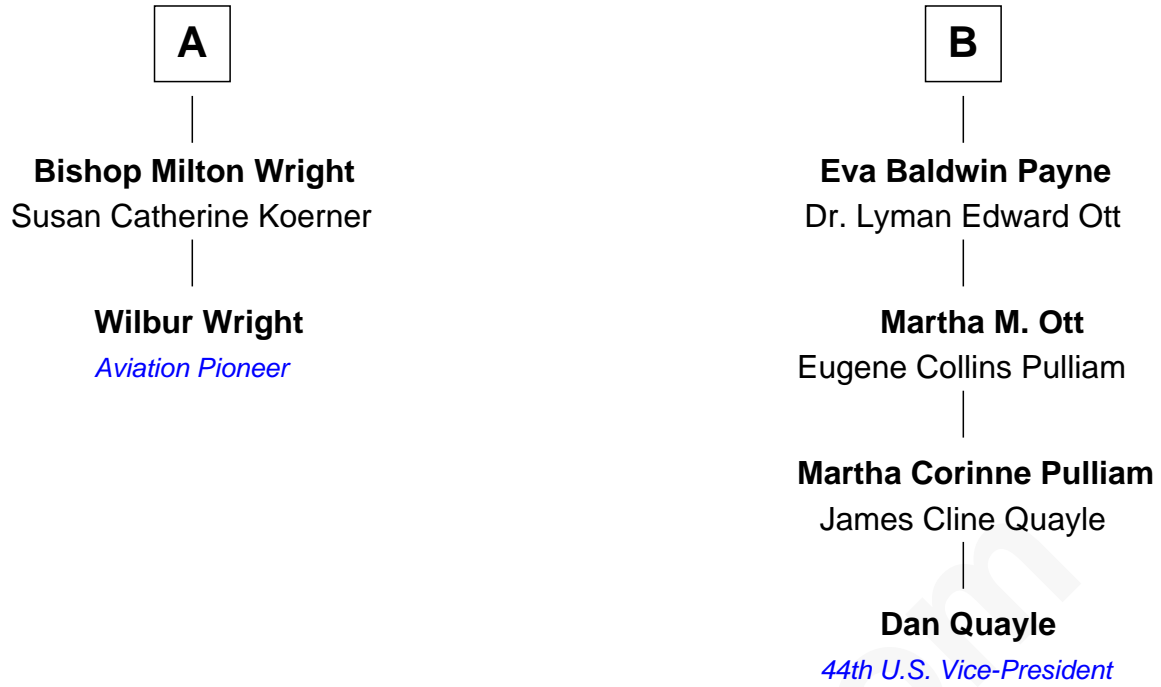 A
Bishop Milton Wright
Susan Catherine Koerner
Wilbur Wright
Aviation Pioneer
B
Eva Baldwin Payne
Dr. Lyman Edward Ott
Martha M. Ott
Eugene Collins Pulliam
Martha Corinne Pulliam
James Cline Quayle
Dan Quayle
44th U.S. Vice-President